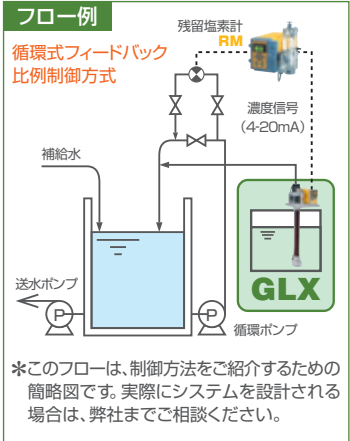 フロー例
残留塩素計
RM
循環式フィードバック
比例制御方式
濃度信号
(4-20mA)
補給水
GLX
送水ポンプ
P
P
循環ポンプ
＊このフローは、制御方法をご紹介するための
簡略図です。実際にシステムを設計される
場合は、弊社までご相談ください。